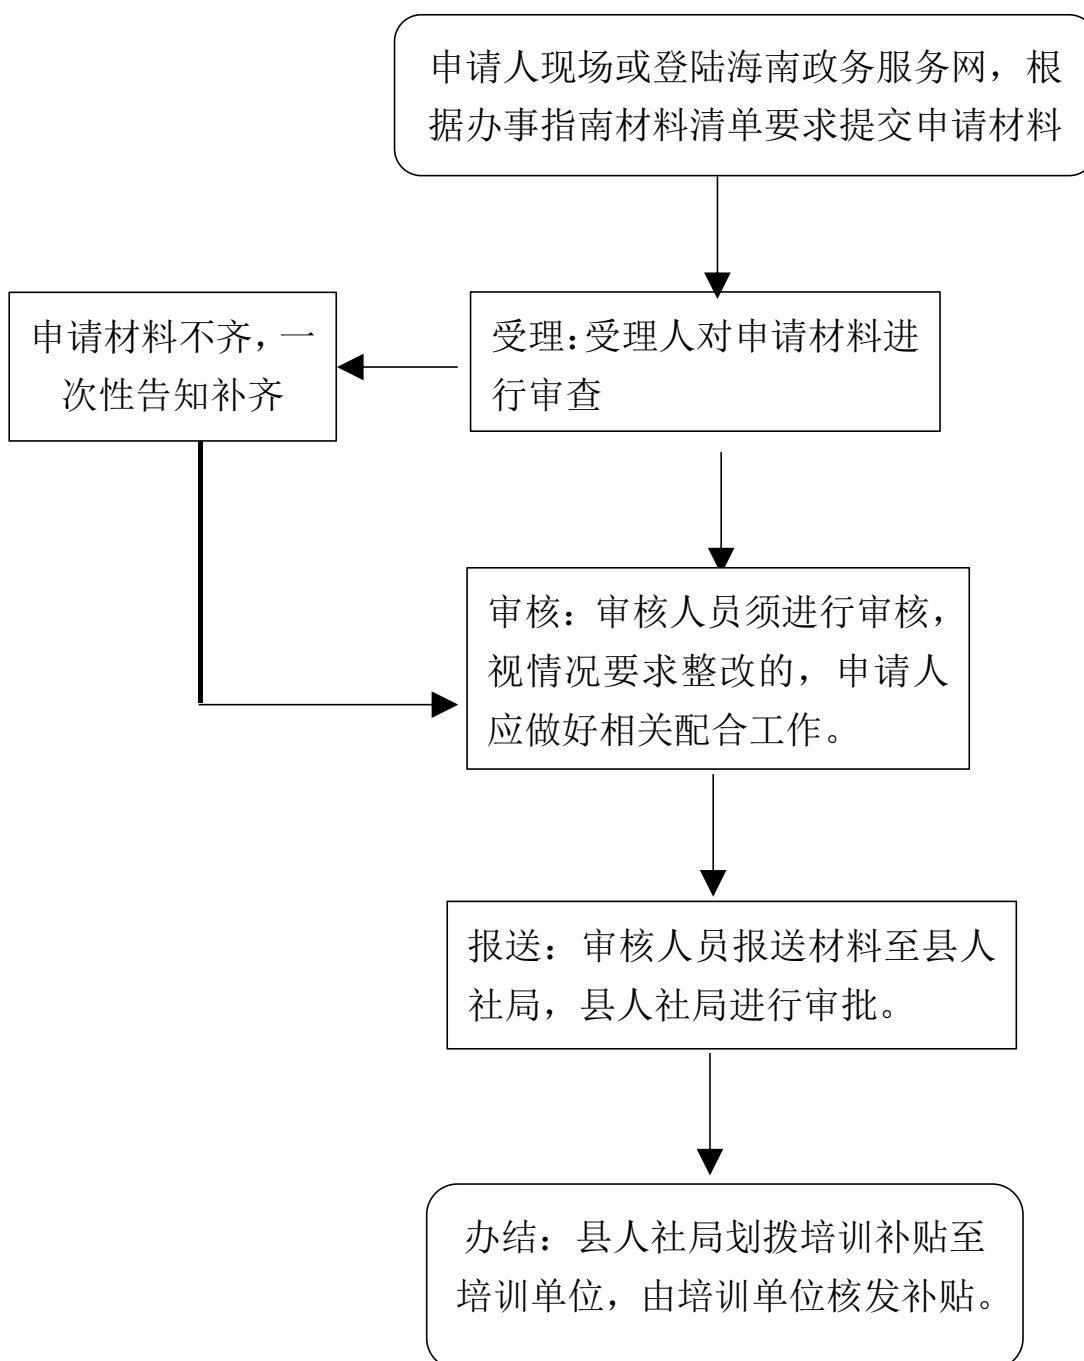 申请人现场或登陆海南政务服务网，根
据办事指南材料清单要求提交申请材料
申请材料不齐，一
次性告知补齐
受理：受理人对申请材料进
行审查
审核：审核人员须进行审核，
视情况要求整改的，申请人
应做好相关配合工作。
报送：审核人员报送材料至县人
社局，县人社局进行审批。
办结：县人社局划拨培训补贴至
培训单位，由培训单位核发补贴。